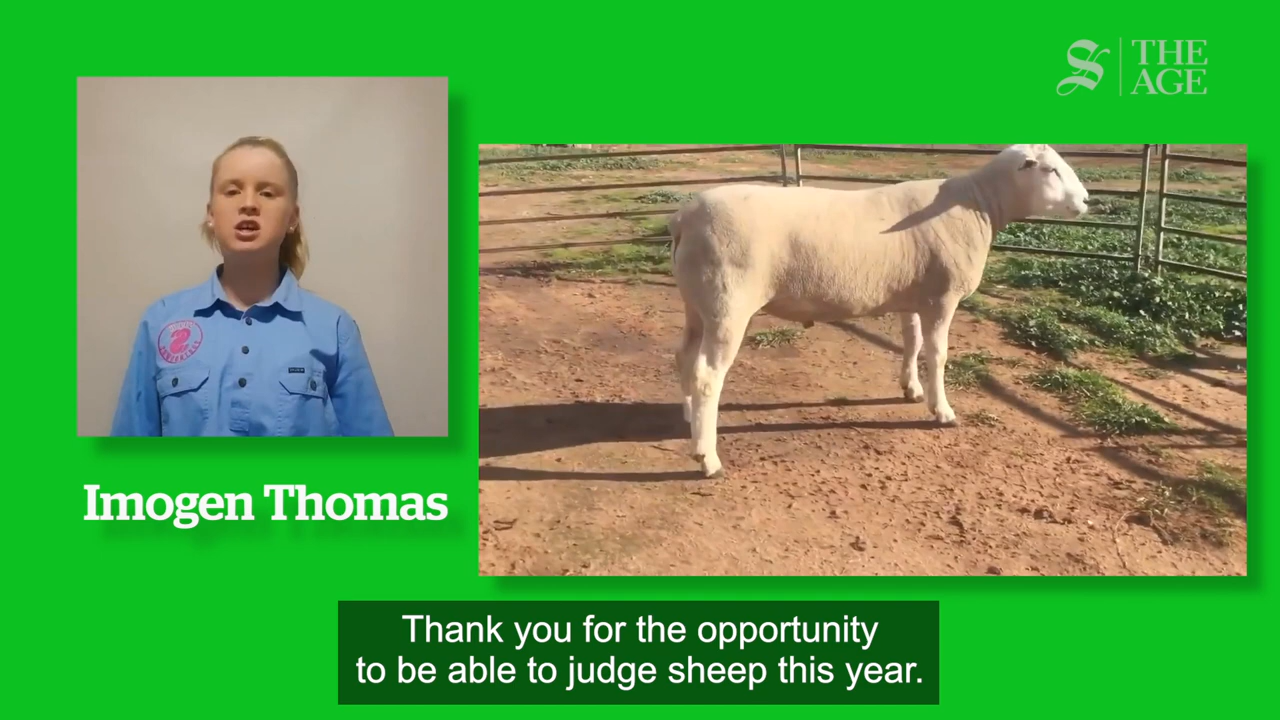 THE
AGE
Imogen Thomas
Thank you for the opportunity
to be able to judge sheep this year.